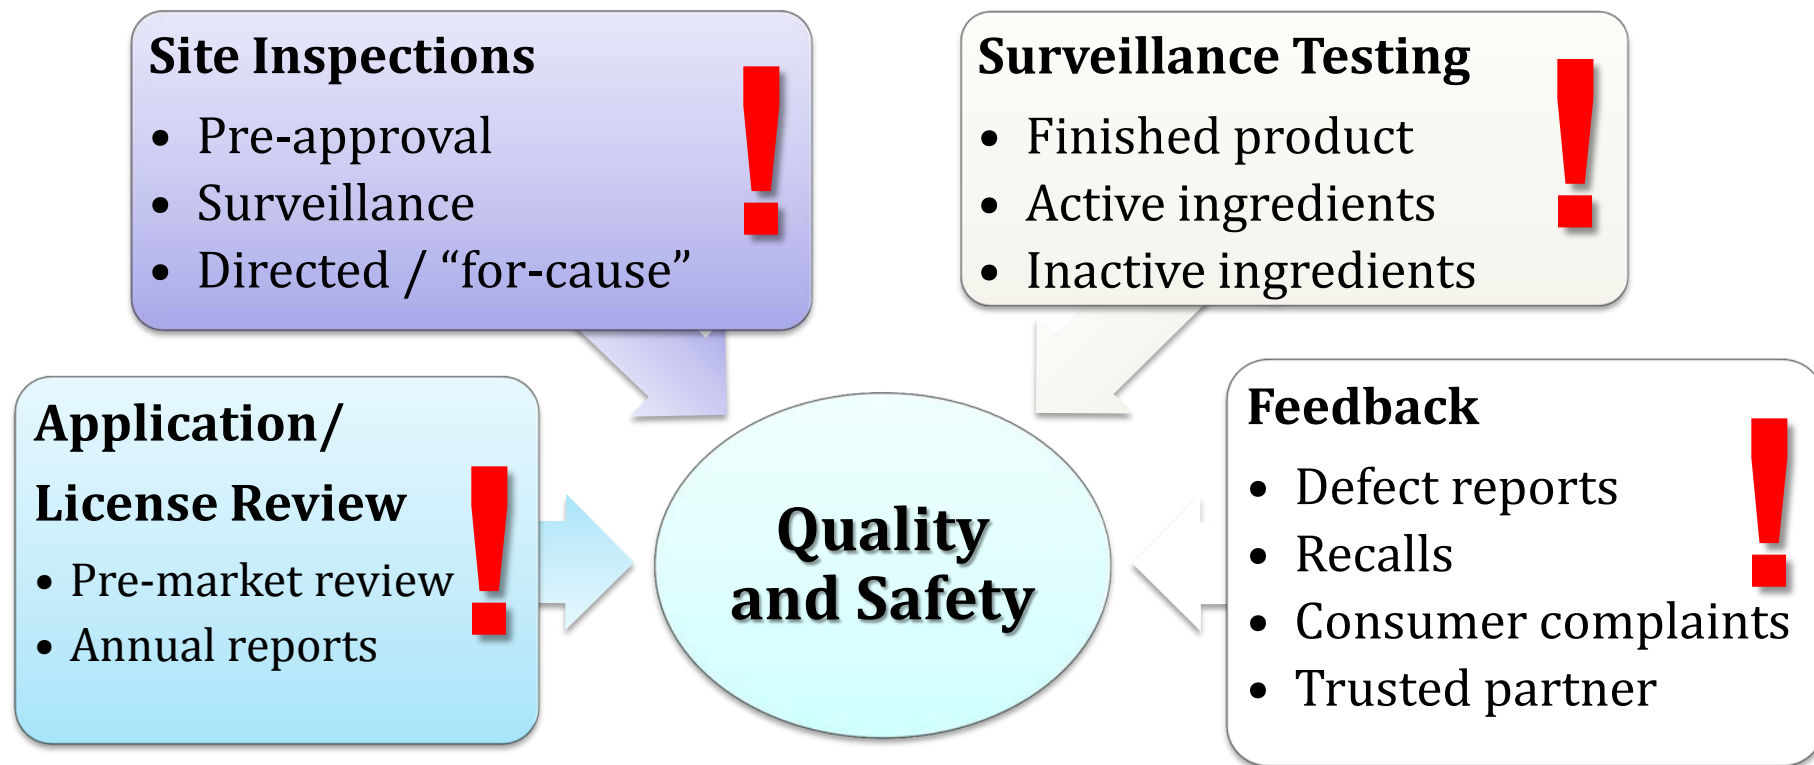 Site Inspections
• Pre-approval
• Surveillance
• Directed / “for-cause”
!
Surveillance Testing
• Finished product
• Active ingredients
• Inactive ingredients
!
Application/
License Review
• Pre-market review
• Annual reports
!
Quality
and Safety
Feedback
• Defect reports
• Recalls
• Consumer complaints
• Trusted partner
!